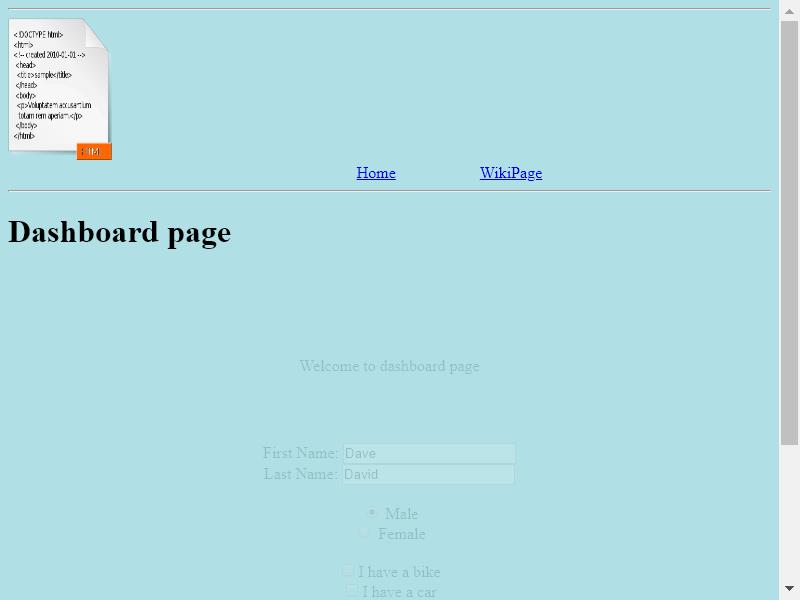 <!DOCTYPE html>
<html>
<!-- created 2010-01-01 -->
<head>
<title>sample</title>
</head>
<body>
<p>Voluptatem accusantium
totam rem aperiam.</p>
</body>
</html>
HTML
Home WikiPage
Dashboard page
Welcome to dashboard page
First Name: Dave
Last Name: David
Male
Female
I have a bike
I have a car